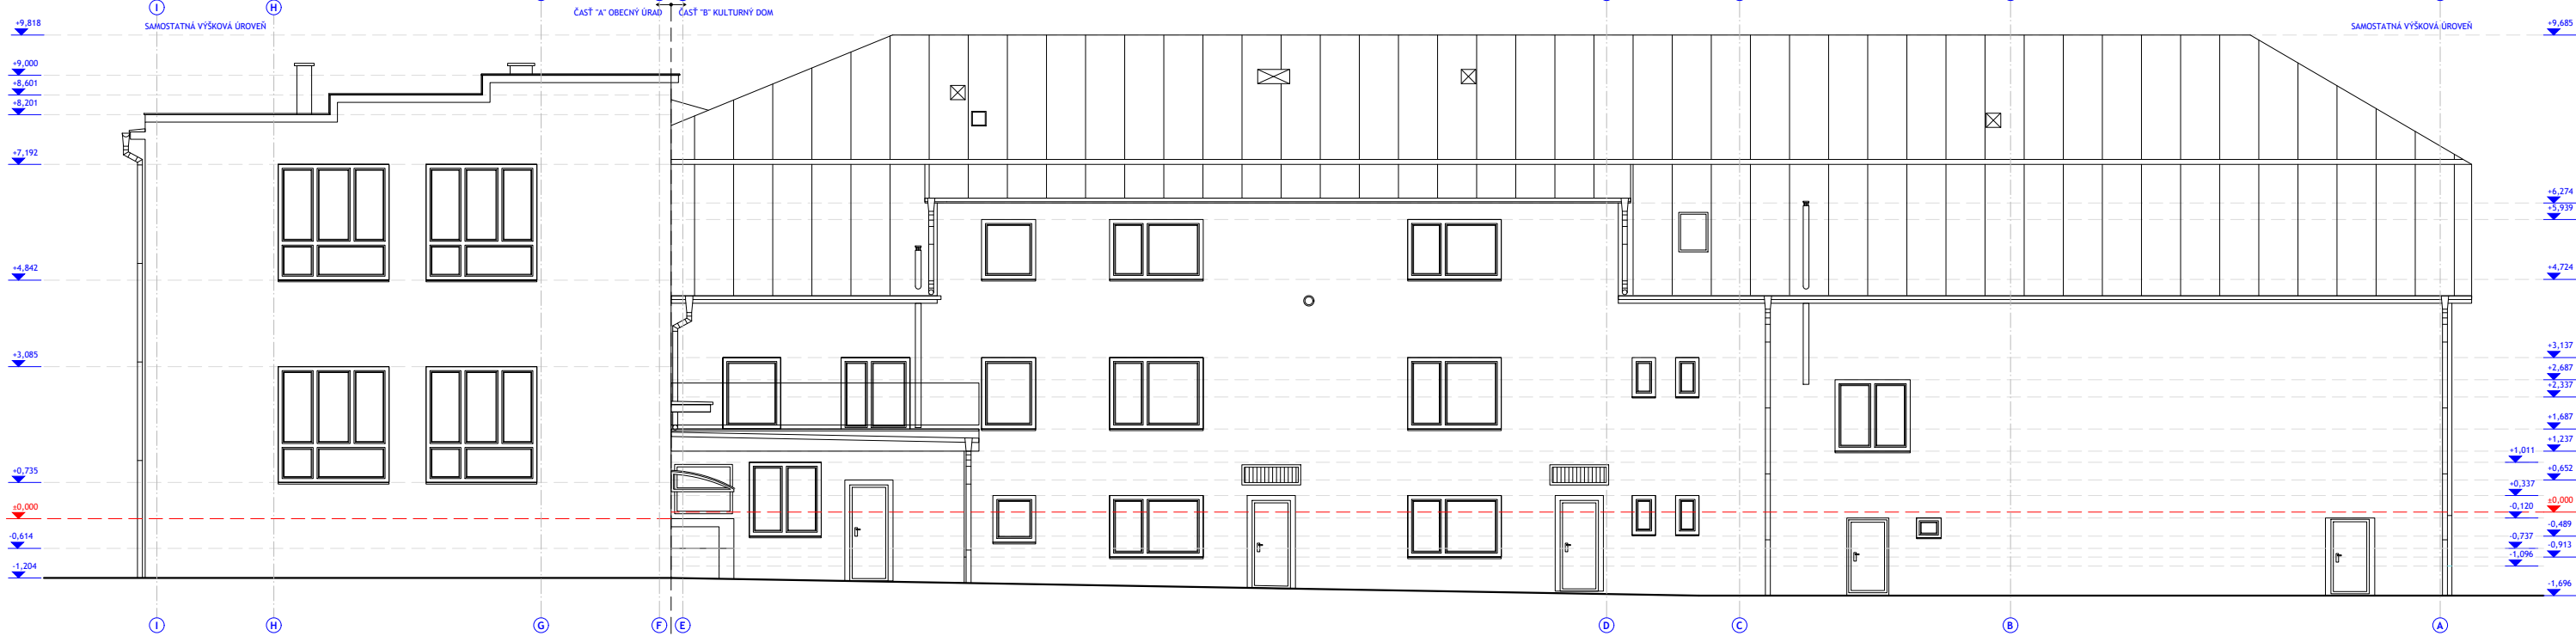 I
H
ČASŤ "A" OBECNÝ ÚRAD
ČASŤ "B" KULTURNÝ DOM
SAMOSTATNÁ VÝŠKOVÁ ÚROVEŇ
SAMOSTATNÁ VÝŠKOVÁ ÚROVEŇ
+9,818
+9,000
+8,601
+8,201
+7,192
+4,842
+3,085
+0,735
±0,000
-0,614
-1,204
+9,685
+6,274
+5,939
+4,724
+3,137
+2,687
+2,337
+1,687
+1,237
+1,011
+0,652
+0,337
±0,000
-0,120
-0,489
-0,737
-0,913
-1,096
-1,696
I
H
G
F
E
D
C
B
A